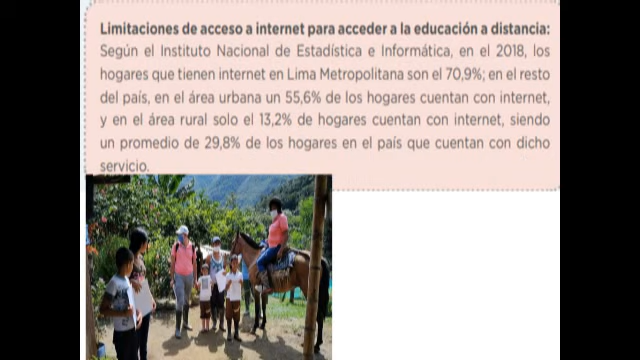 Limitaciones de acceso a internet para acceder a la educación a distancia:
Según el Instituto Nacional de Estadística e Informática, en el 2018, los
hogares que tienen internet en Lima Metropolitana son el 70,9%; en el resto
del país, en el área urbana un 55,6% de los hogares cuentan con internet,
y en el área rural solo el 13,2% de hogares cuentan con internet, siendo
un promedio de 29,8% de los hogares en el país que cuentan con dicho
servicio.